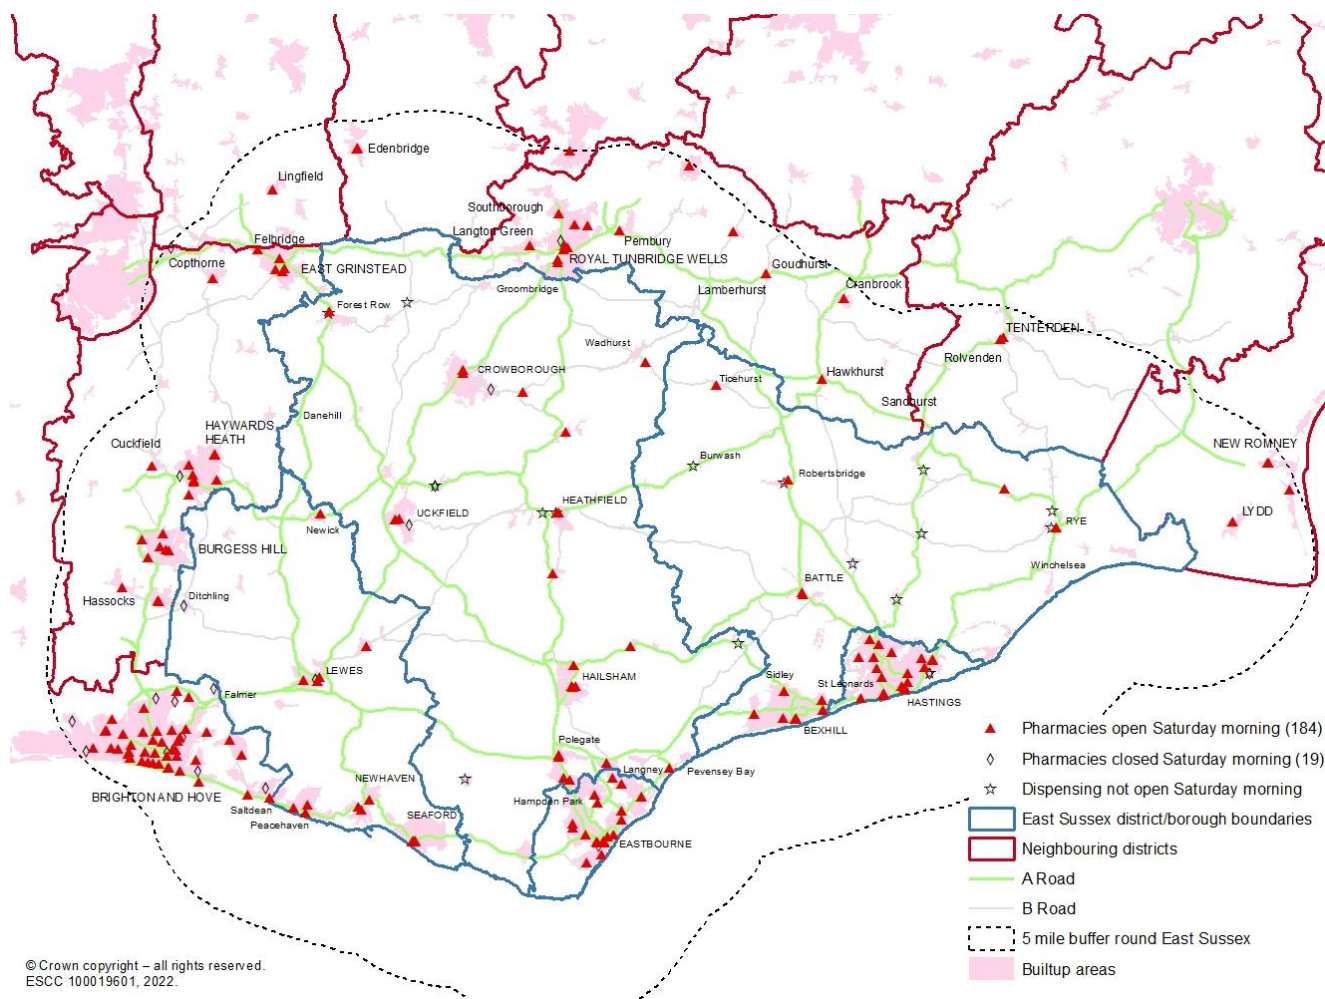 Edenbridge
Lingfield
Southborough
Langton Green
Felbridge
Pembury
ROYAL TUNBRIDGE WELLS
Copthorne
EAST GRINSTEAD
Goudhurst
Groombridge
Lamberhurst
Cranbrook
Forest Row
TENTERDEN
Wadhurst
Rolvenden
CROWBOROUGH
Ticehurst
Hawkhurst
Sandhurst
Danehill
HAYWARDS
HEATH
Cuckfield
NEW ROMNEY
Burwash
Robertsbridge
HEATHFIELD
UCKFIELD
LYDD
RYE
Newick
BURGESS HILL
Winchelsea
BATTLE
Ditchling
Hassocks
LEWES
HAILSHAM
Sidley
St Leonards
Falmer
HASTINGS
BEXHILL
Polegate
Langney
Pevensey Bay
NEWHAVEN
BRIGHTON AND HOVE
Hampden Park
Saltdean
SEAFORD
Peacehaven
EASTBOURNE
Pharmacies open Saturday morning (184)
Pharmacies closed Saturday morning (19)
Dispensing not open Saturday morning
East Sussex district/borough boundaries
Neighbouring districts
A Road
B Road
5 mile buffer round East Sussex
Builtup areas
© Crown copyright – all rights reserved.
ESCC 100019601, 2022.